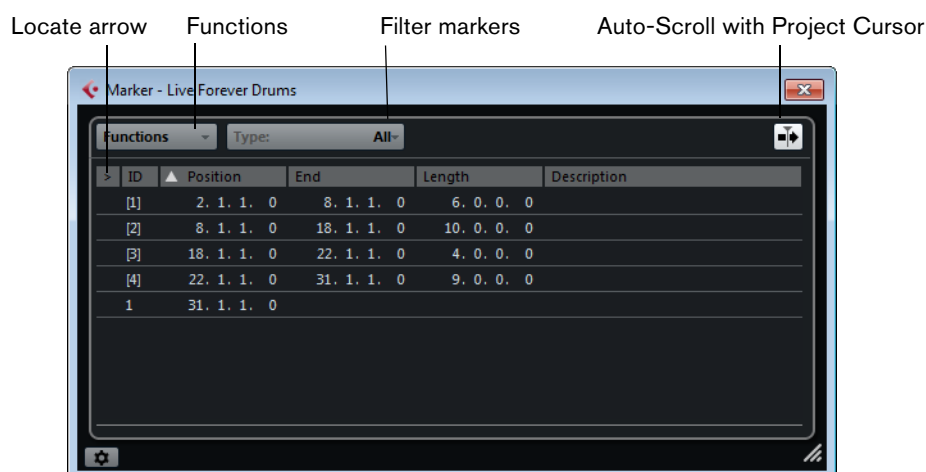 Locate arrow Functions Filter markers Auto-Scroll with Project Cursor
Marker - Live Forever Drums
Functions Type: All
> ID Position End Length Description
[1] 2. 1. 1. 0 8. 1. 1. 0 6. 0. 0. 0
[2] 8. 1. 1. 0 18. 1. 1. 0 10. 0. 0. 0
[3] 18. 1. 1. 0 22. 1. 1. 0 4. 0. 0. 0
[4] 22. 1. 1. 0 31. 1. 1. 0 9. 0. 0. 0
1 31. 1. 1. 0